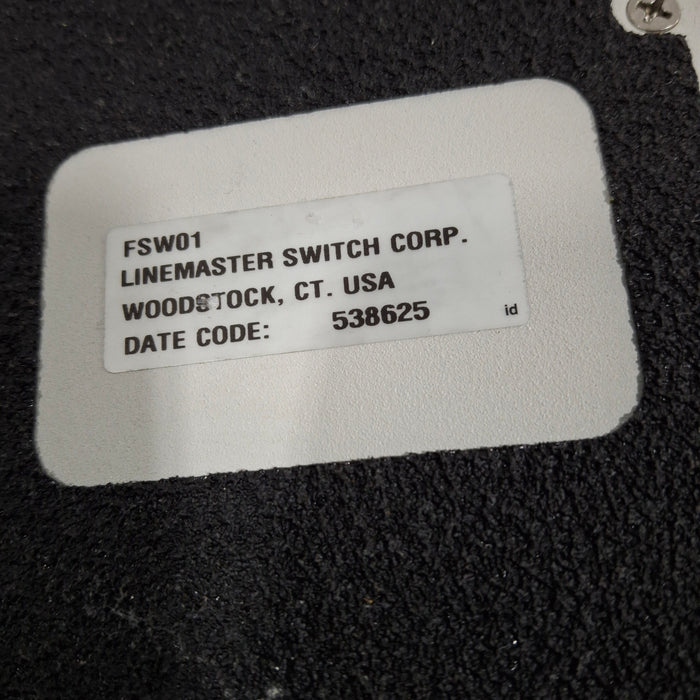 FSW01
LINEMASTER SWITCH CORP.
WOODSTOCK, CT. USA
DATE CODE: 538625
id